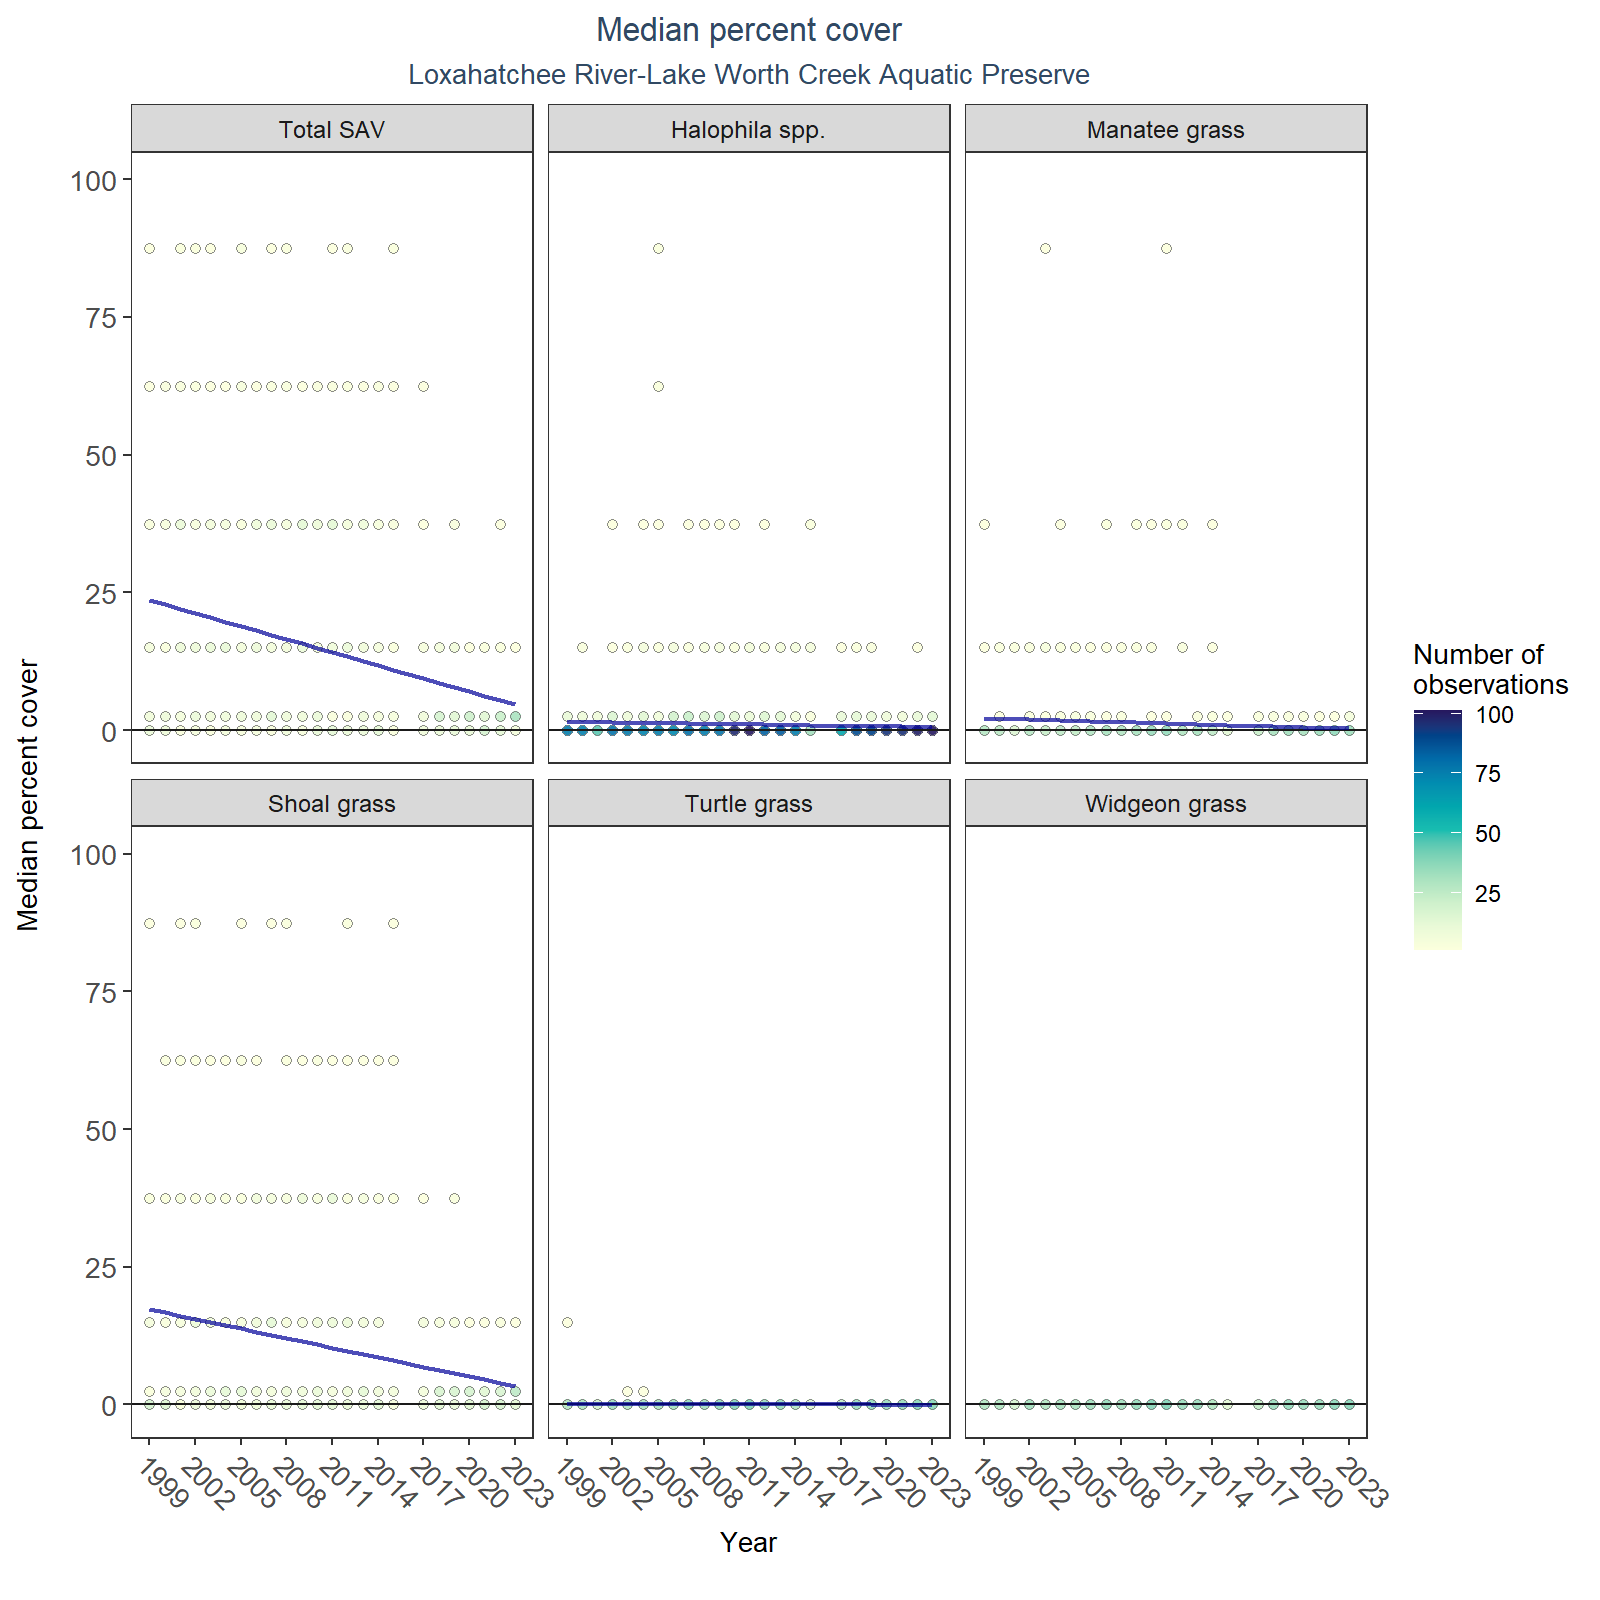 Median percent cover
Loxahatchee River-Lake Worth Creek Aquatic Preserve
Total SAV
Halophila spp.
Manatee grass
100
75
50
25
0
Shoal grass
Turtle grass
Widgeon grass
100
75
50
25
0
Median percent cover
1999 2002 2005 2008 2011 2014 2017 2020 2023
1999 2002 2005 2008 2011 2014 2017 2020 2023
1999 2002 2005 2008 2011 2014 2017 2020 2023
Year
Number of
observations
100
75
50
25